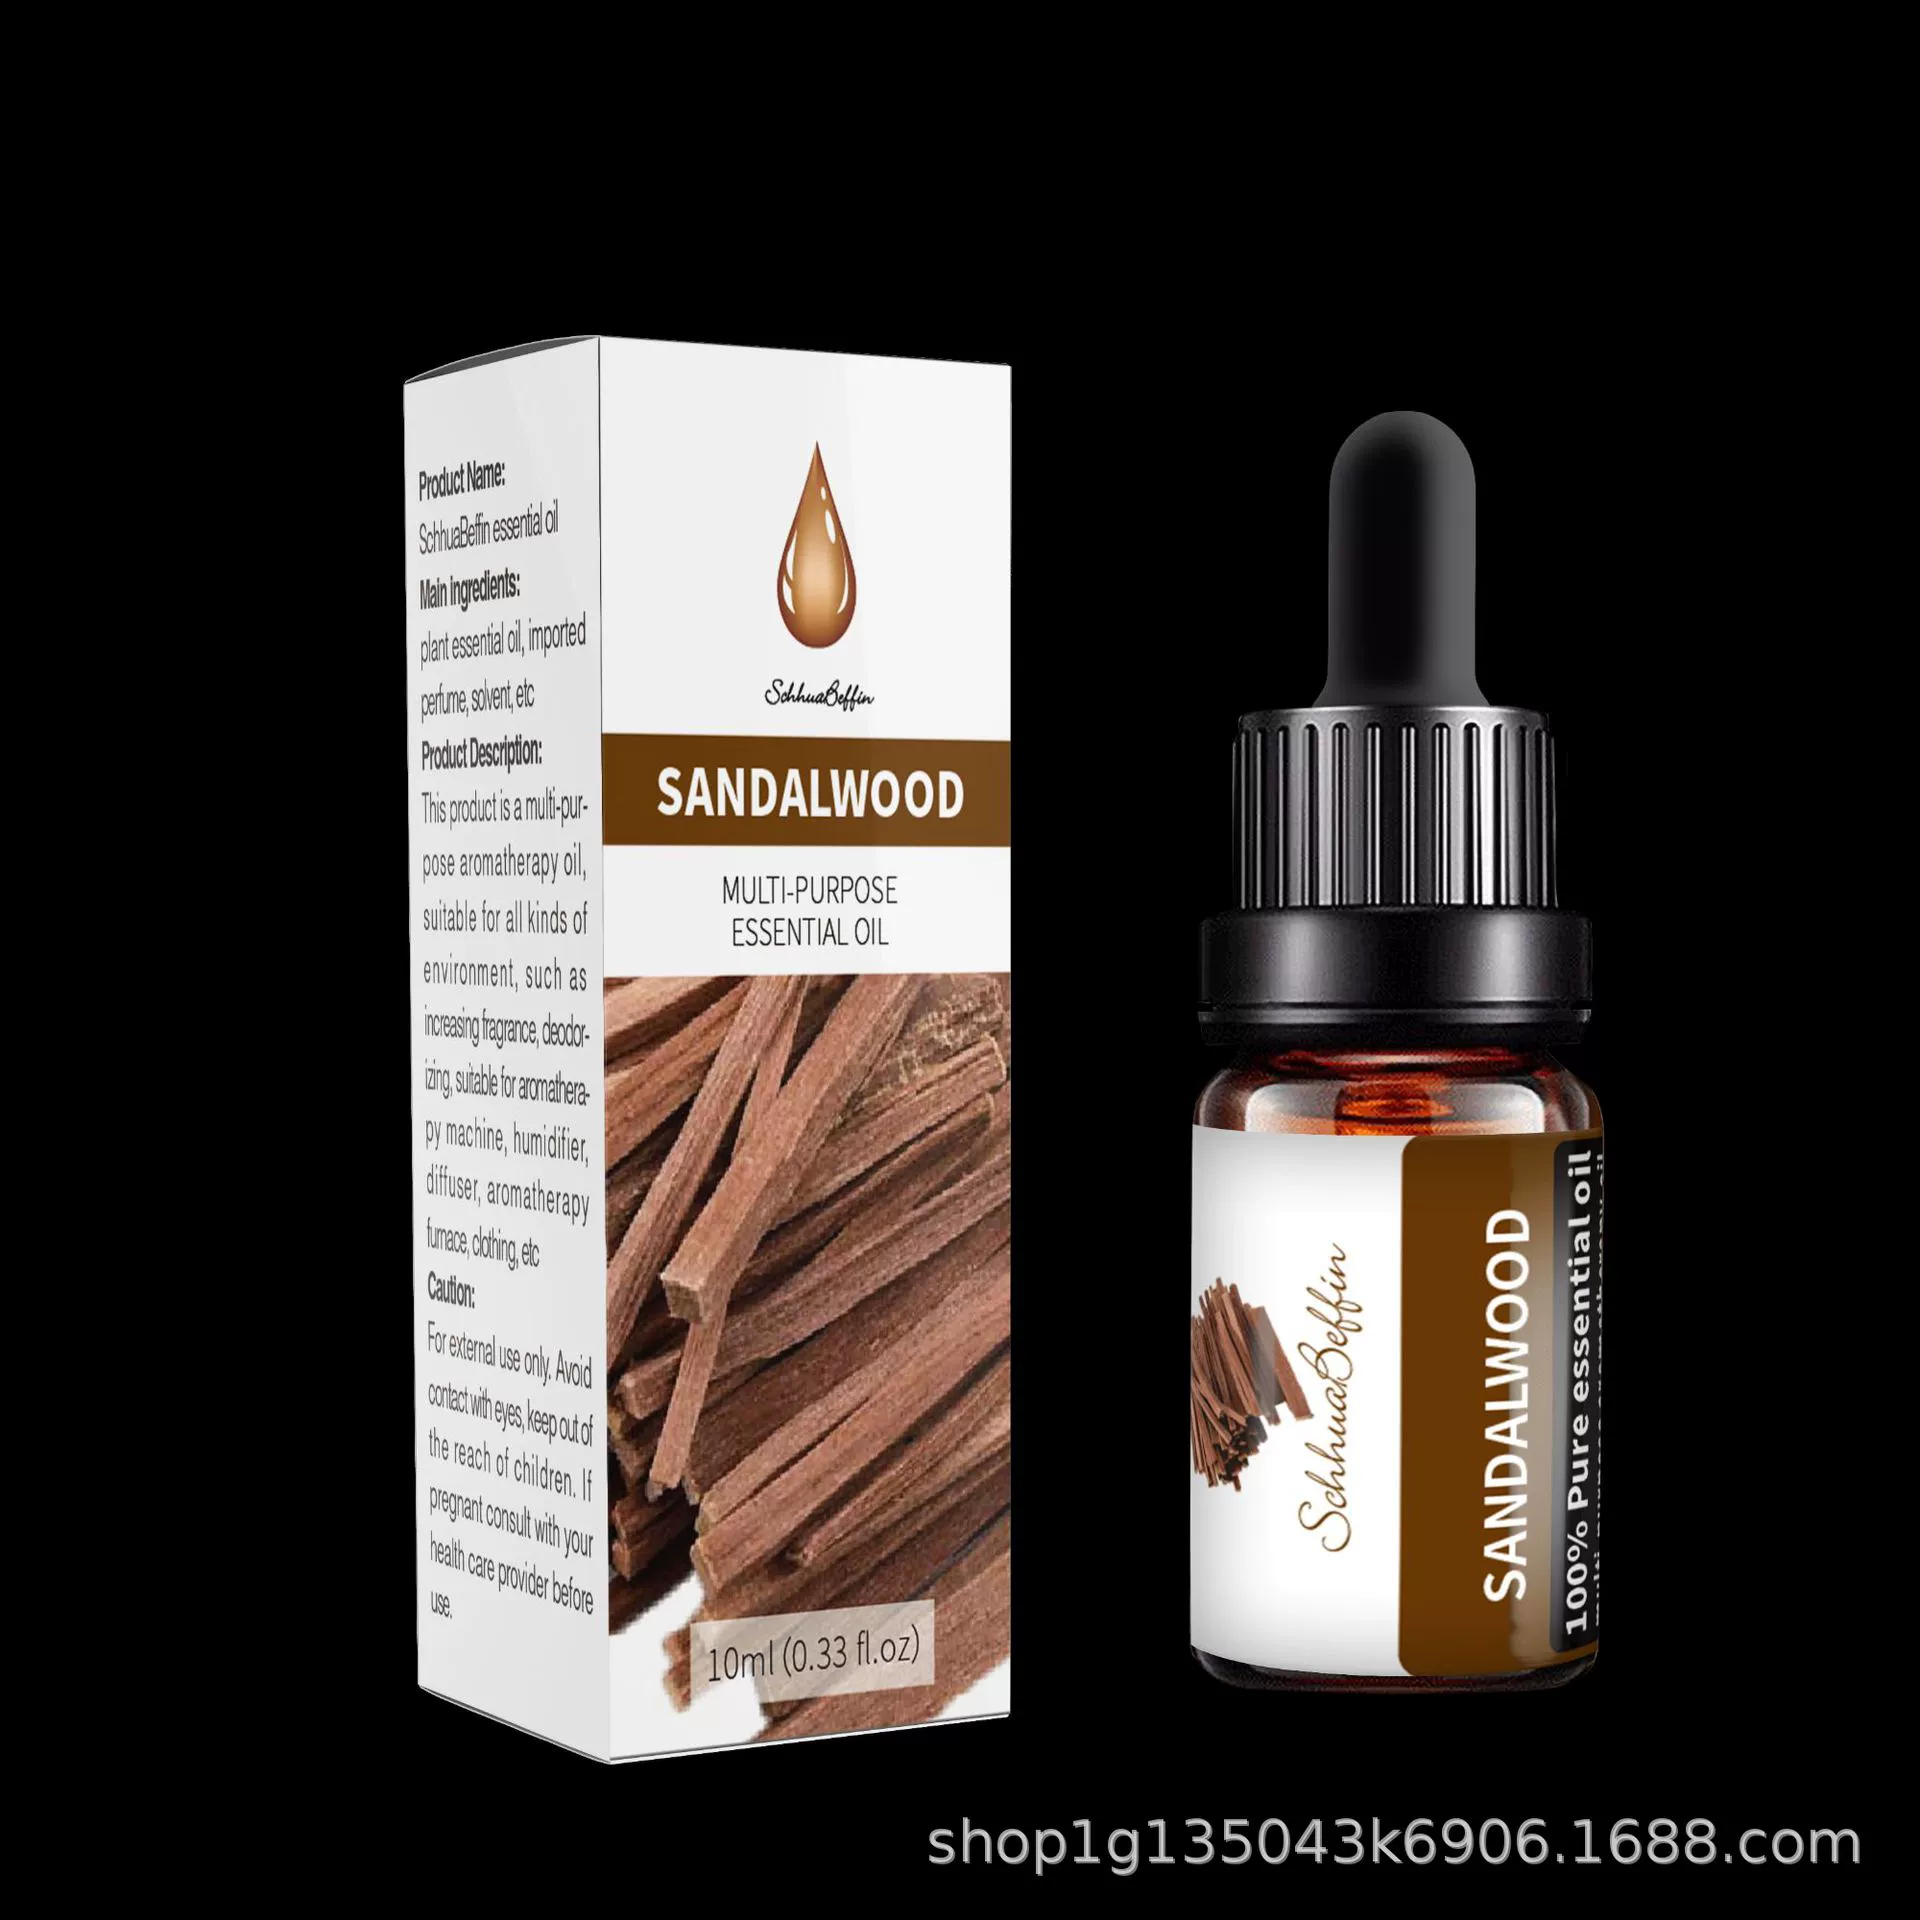 Product Name:
SchhuaBeffin essential oil
Main ingredients:
plant essential oil, imported
perfume, solvent, etc
Product Description:
This product is a multi-pur-
pose aromatherapy oil,
suitable for all kinds of
environment, such as
increasing fragrance, deodor-
izing, suitable for aromathera-
py machine, humidifier,
diffuser, aromatherapy
furnace, clothing, etc
Caution:
For external use only. Avoid
contact with eyes, keep out of
the reach of children. If
pregnant consult with your
health care provider before
use.
SchhuaBeffin
SANDALWOOD
MULTI-PURPOSE
ESSENTIAL OIL
10ml (0.33 fl.oz)
SchhuaBeffin
SANDALWOOD
100% Pure essential oil
shop1g135043k6906.1688.com